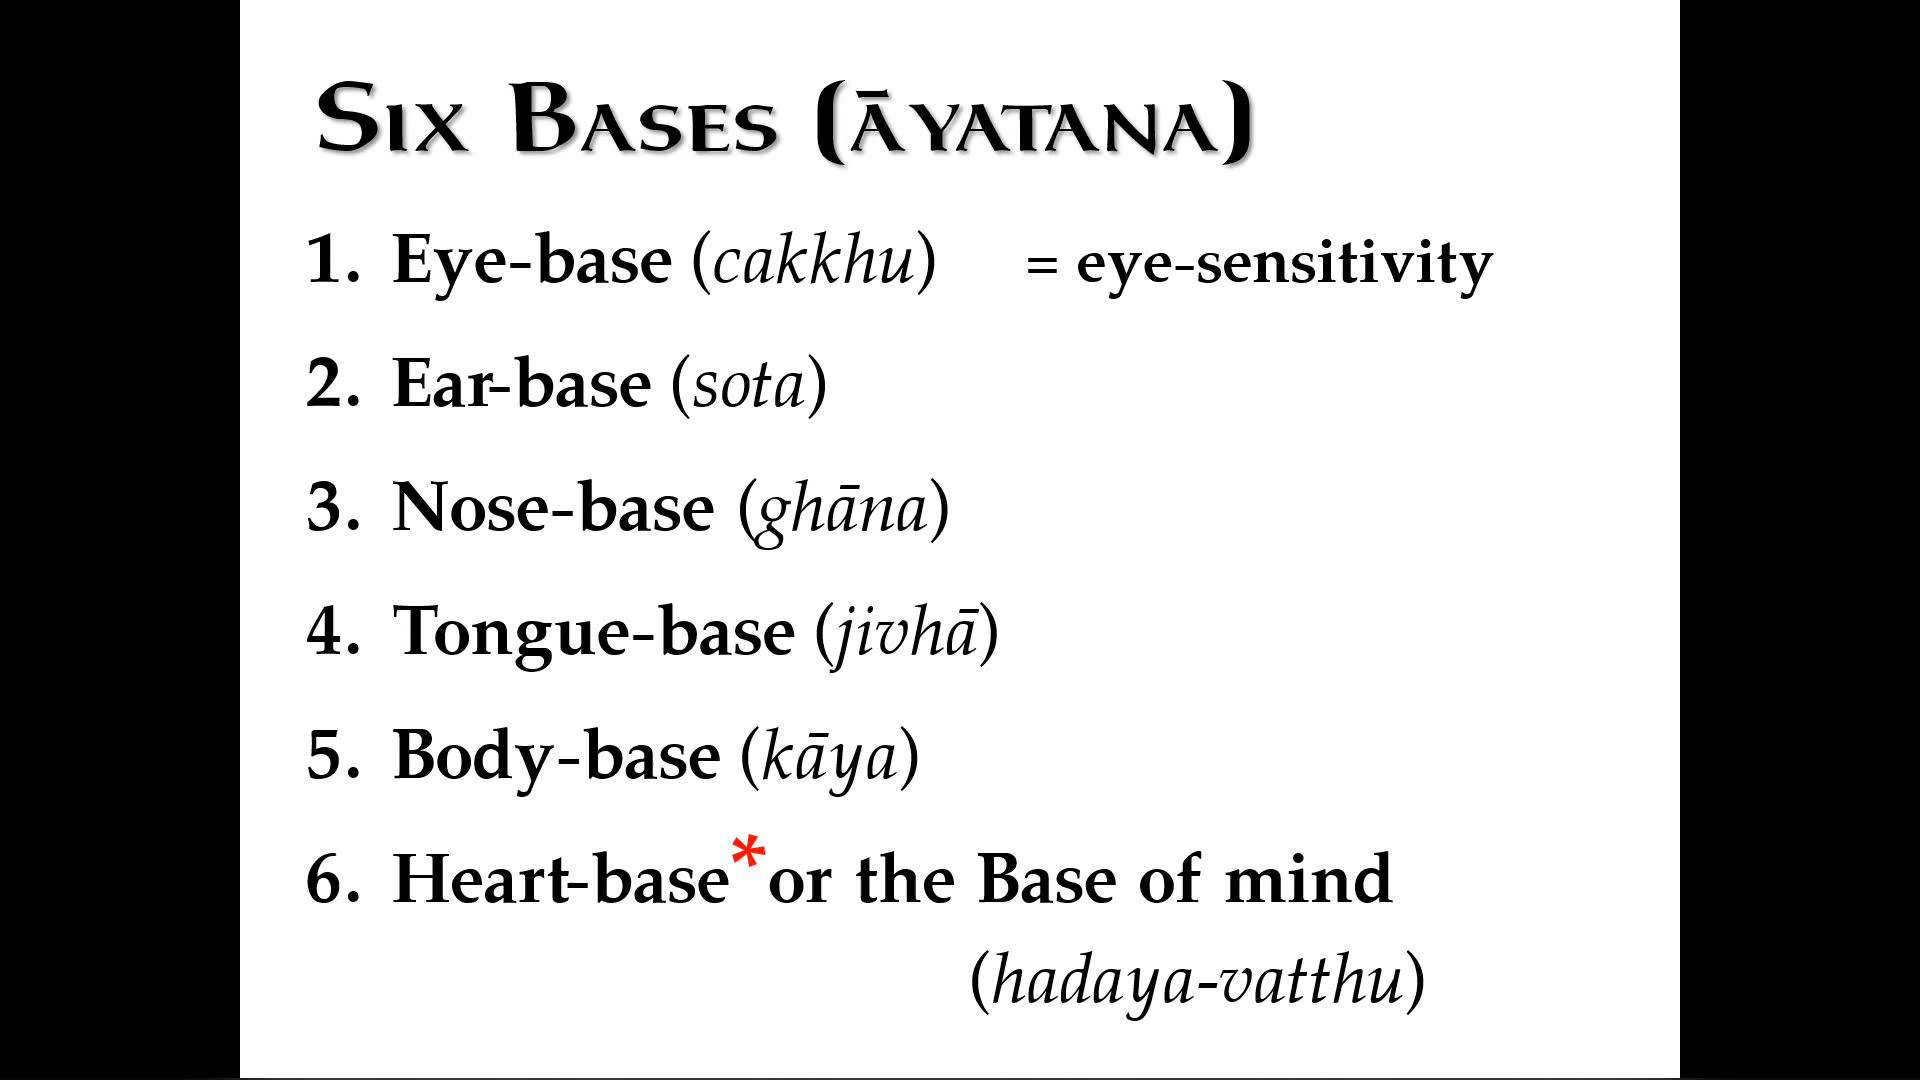 Six Bases (āyatana)
1. Eye-base (cakkhu) = eye-sensitivity
2. Ear-base (sota)
3. Nose-base (ghāna)
4. Tongue-base (jivhā)
5. Body-base (kāya)
6. Heart-base* or the Base of mind
(hadaya-vatthu)